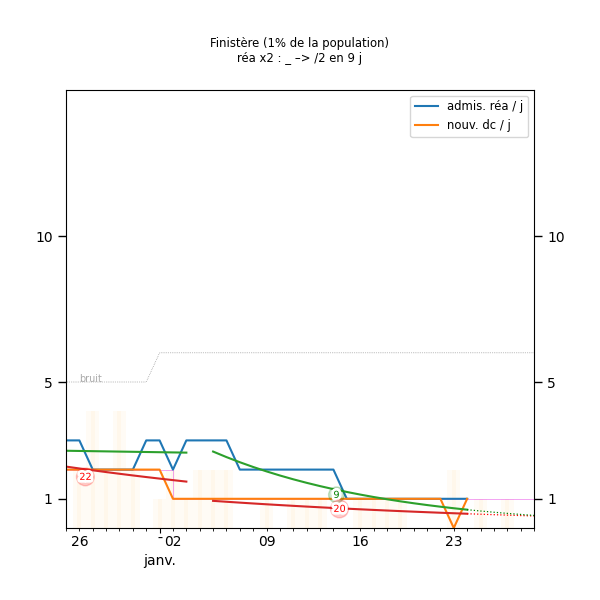 Finistère (1% de la population)
réa x2 : _ –> /2 en 9 j
admis. réa / j
nouv. dc / j
10 10
bruit
5 5
22
9
20
1 1
26 02 09 16 23
janv.